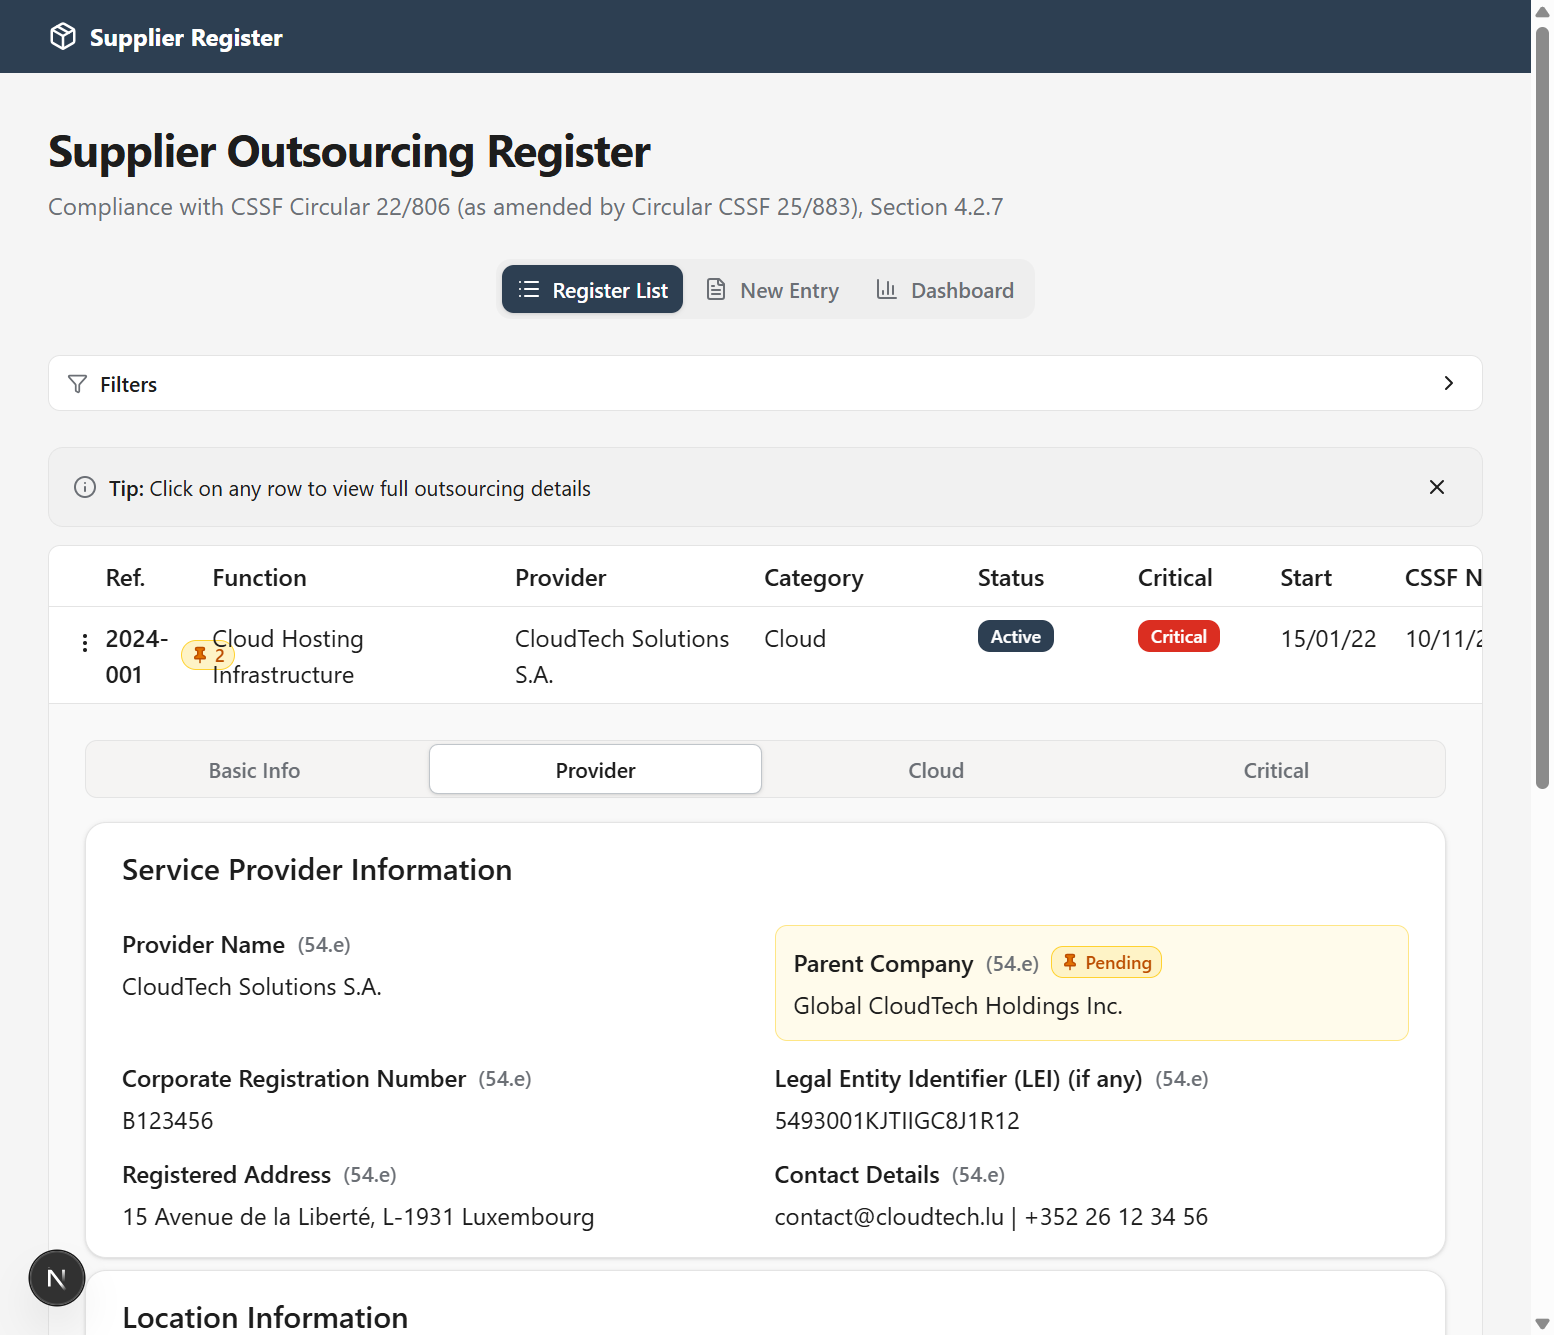 Supplier Register
Supplier Outsourcing Register
Compliance with CSSF Circular 22/806 (as amended by Circular CSSF 25/883), Section 4.2.7
Register List New Entry Dashboard
Filters
Tip: Click on any row to view full outsourcing details
Ref. Function Provider Category Status Critical Start CSSF N
2024-001 2 Cloud Hosting Infrastructure CloudTech Solutions S.A. Cloud Active Critical 15/01/22 10/11/2
Basic Info Provider Cloud Critical
Service Provider Information
Provider Name (54.e)
CloudTech Solutions S.A.
Parent Company (54.e) Pending
Global CloudTech Holdings Inc.
Corporate Registration Number (54.e)
B123456
Legal Entity Identifier (LEI) (if any) (54.e)
5493001KJTIIGC8J1R12
Registered Address (54.e)
15 Avenue de la Liberté, L-1931 Luxembourg
Contact Details (54.e)
contact@cloudtech.lu | +352 26 12 34 56
N
Location Information